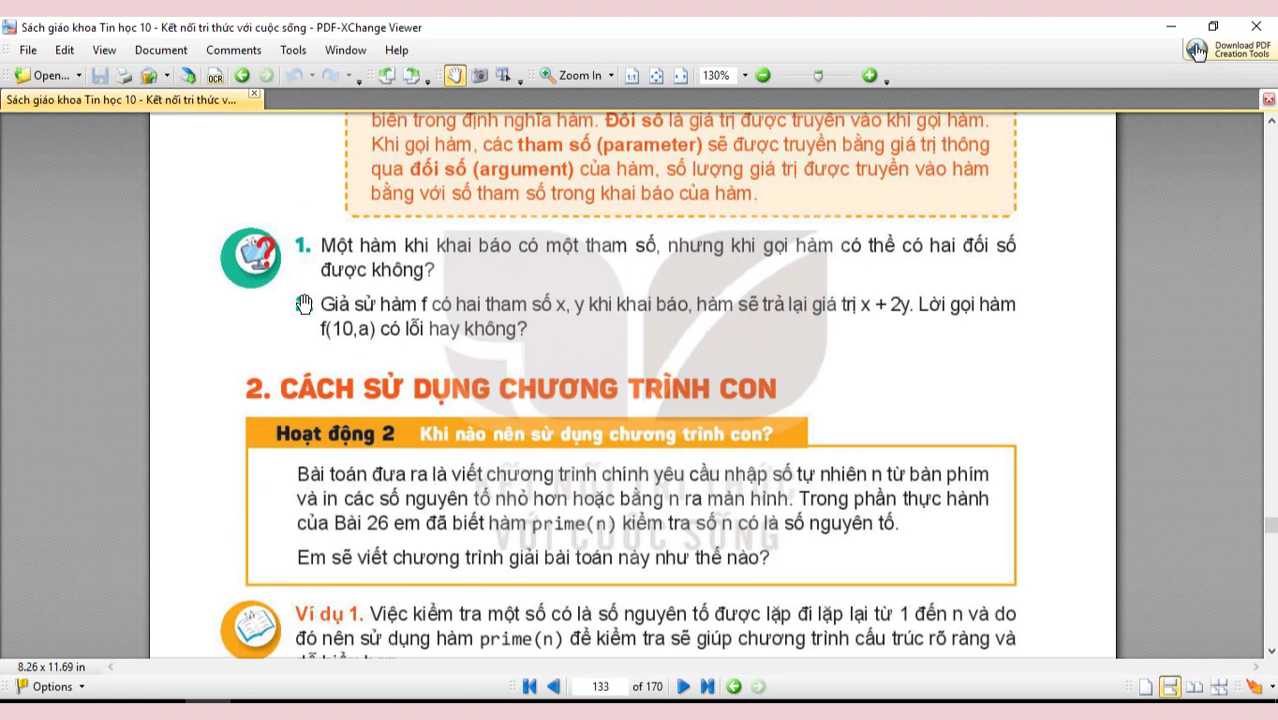 Sách giáo khoa Tin học 10 - Kết nối tri thức với cuộc sống - PDF-XChange Viewer
File Edit View Document Comments Tools Window Help
Download PDF
Creation Tools
Open... OCR Zoom In 130%
Sách giáo khoa Tin học 10 - Kết nối tri thức v...
biến trong định nghĩa hàm. Đối số là giá trị được truyền vào khi gọi hàm.
Khi gọi hàm, các tham số (parameter) sẽ được truyền bằng giá trị thông
qua đối số (argument) của hàm, số lượng giá trị được truyền vào hàm
bằng với số tham số trong khai báo của hàm.
1. Một hàm khi khai báo có một tham số, nhưng khi gọi hàm có thể có hai đối số
được không?
Giả sử hàm f có hai tham số x, y khi khai báo, hàm sẽ trả lại giá trị x + 2y. Lời gọi hàm
f(10,a) có lỗi hay không?
2. CÁCH SỬ DỤNG CHƯƠNG TRÌNH CON
Hoạt động 2 Khi nào nên sử dụng chương trình con?
Bài toán đưa ra là viết chương trình chính yêu cầu nhập số tự nhiên n từ bàn phím
và in các số nguyên tố nhỏ hơn hoặc bằng n ra màn hình. Trong phần thực hành
của Bài 26 em đã biết hàm prime(n) kiểm tra số n có là số nguyên tố.
Em sẽ viết chương trình giải bài toán này như thế nào?
KẾT NỐI TRI THỨC
VỚI CUỘC SỐNG
Ví dụ 1. Việc kiểm tra một số có là số nguyên tố được lặp đi lặp lại từ 1 đến n và do
đó nên sử dụng hàm prime(n) để kiểm tra sẽ giúp chương trình cấu trúc rõ ràng và
8.26 x 11.69 in
Options 133 of 170